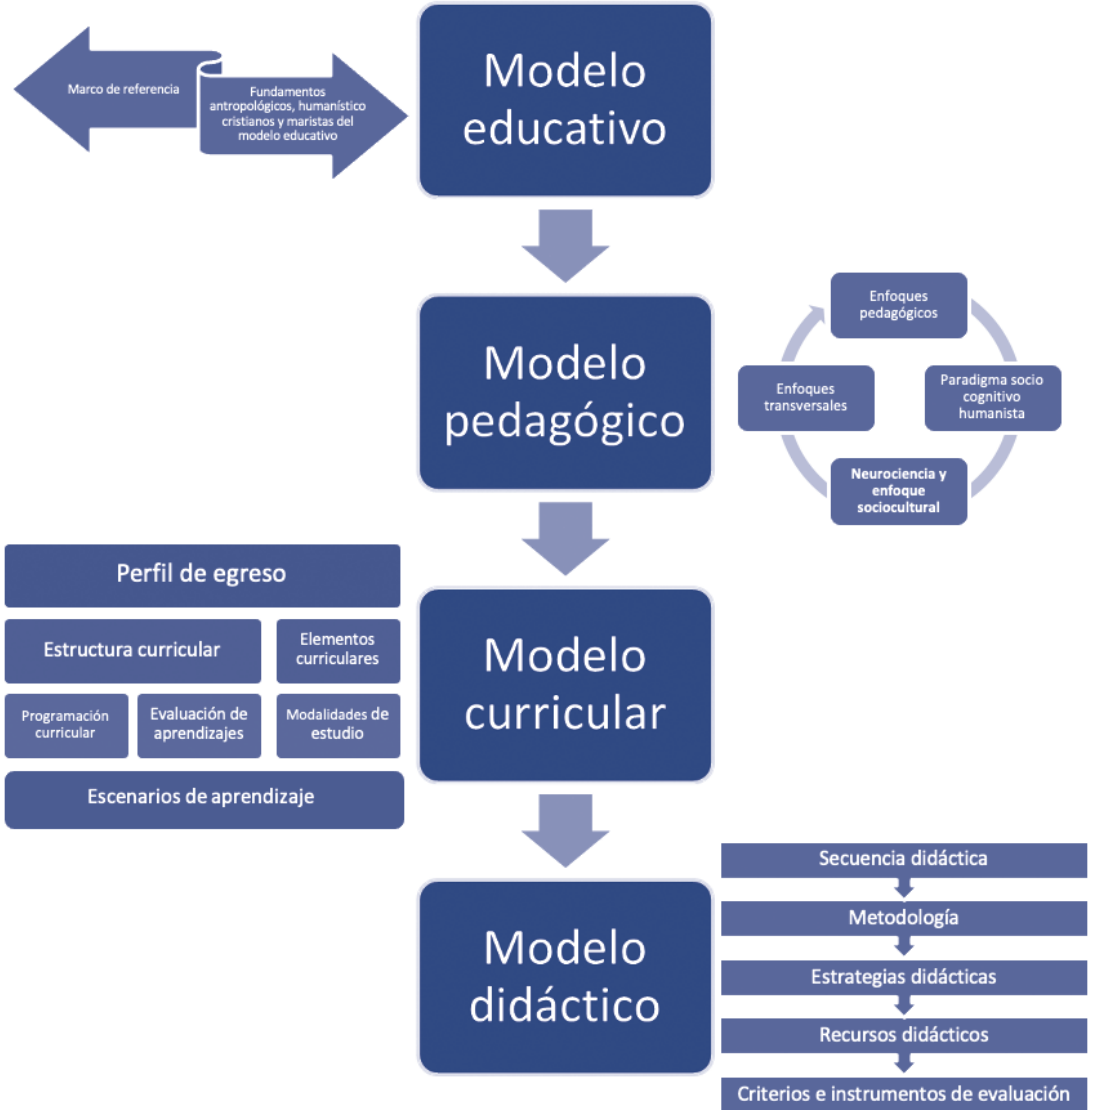 Modelo
educativo
Marco de referencia
Fundamentos
antropológicos, humanístico
cristianos y maristas del
modelo educativo
Modelo
pedagógico
Enfoques
pedagógicos
Paradigma socio
cognitivo
humanista
Neurociencia y
enfoque
sociocultural
Enfoques
transversales
Modelo
curricular
Perfil de egreso
Estructura curricular
Elementos
curriculares
Programación
curricular
Evaluación de
aprendizajes
Modalidades de
estudio
Escenarios de aprendizaje
Modelo
didáctico
Secuencia didáctica
Metodología
Estrategias didácticas
Recursos didácticos
Criterios e instrumentos de evaluación